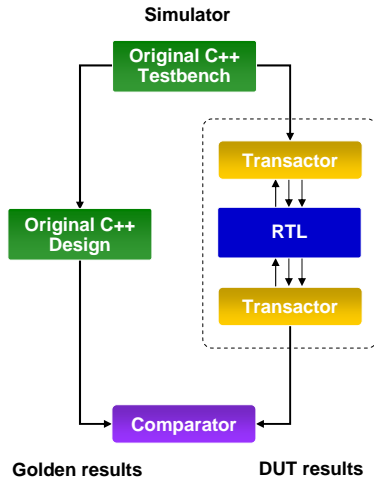 Simulator
Original C++
Testbench
Transactor
Original C++
Design
RTL
Transactor
Comparator
Golden results
DUT results